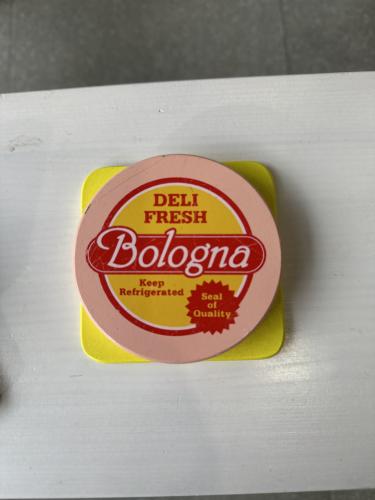 DELI
FRESH
Bologna
Keep
Refrigerated
Seal
of
Quality